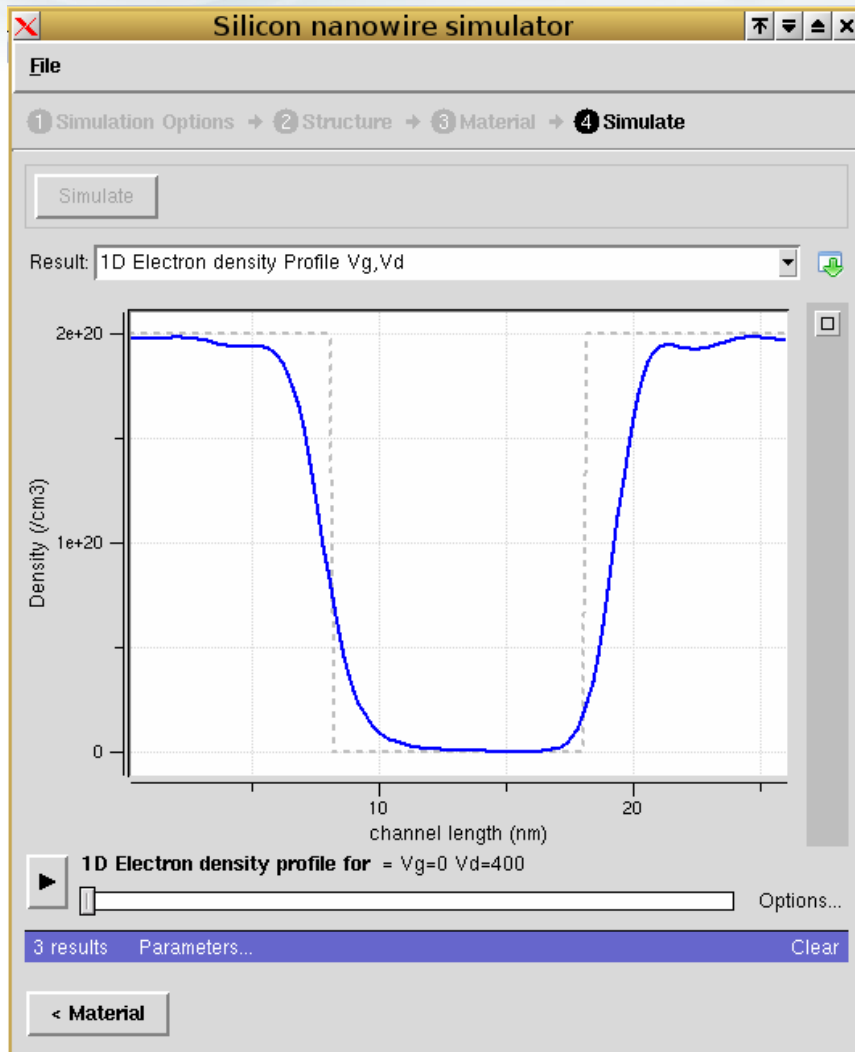 Silicon nanowire simulator
File
1 Simulation Options → 2 Structure → 3 Material → 4 Simulate
Simulate
Result: 1D Electron density Profile Vg,Vd
2e+20
1e+20
0
Density (/cm3)
10 20
channel length (nm)
1D Electron density profile for = Vg=0 Vd=400
Options...
3 results Parameters... Clear
< Material